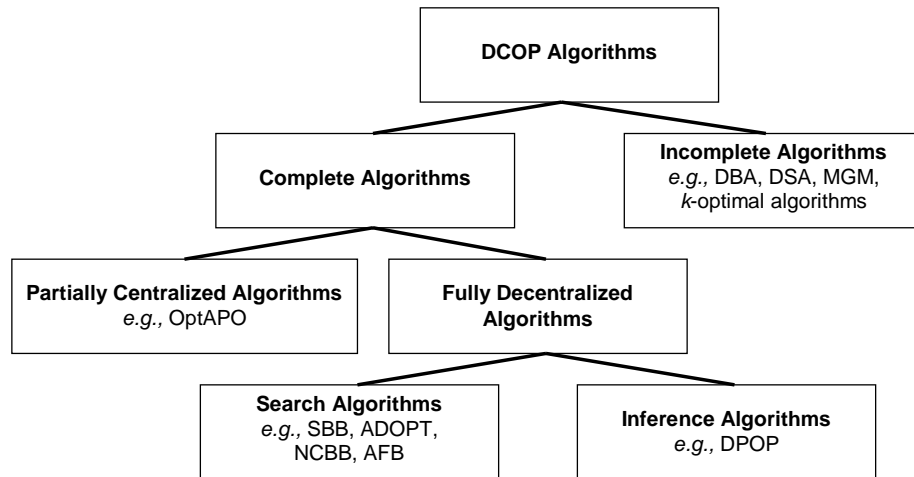 DCOP Algorithms
Complete Algorithms
Incomplete Algorithms
e.g., DBA, DSA, MGM,
k-optimal algorithms
Partially Centralized Algorithms
e.g., OptAPO
Fully Decentralized
Algorithms
Search Algorithms
e.g., SBB, ADOPT,
NCBB, AFB
Inference Algorithms
e.g., DPOP